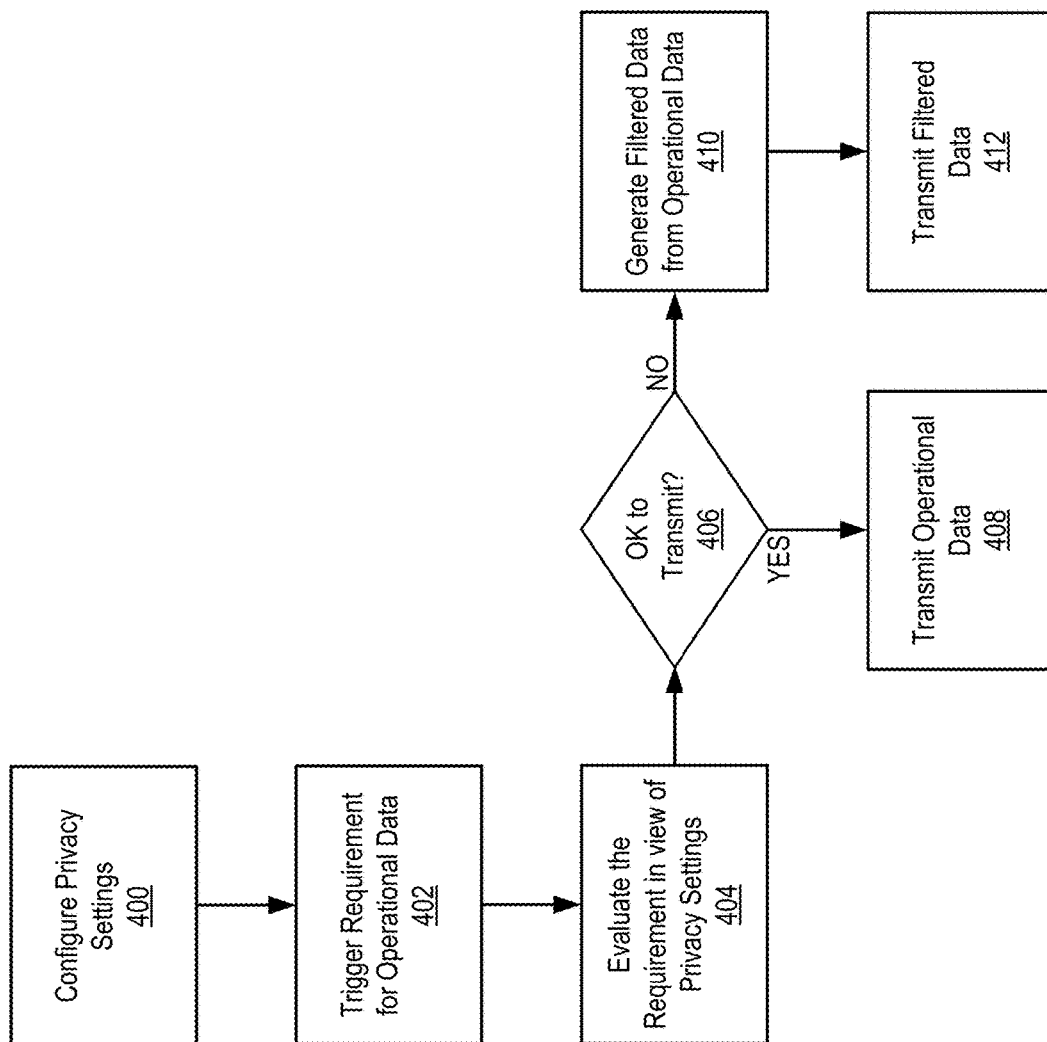 Configure Privacy
Settings
400
Trigger Requirement
for Operational Data
402
Evaluate the
Requirement in view of
Privacy Settings
404
OK to
Transmit?
406
YES
NO
Transmit Operational
Data
408
Generate Filtered Data
from Operational Data
410
Transmit Filtered
Data
412